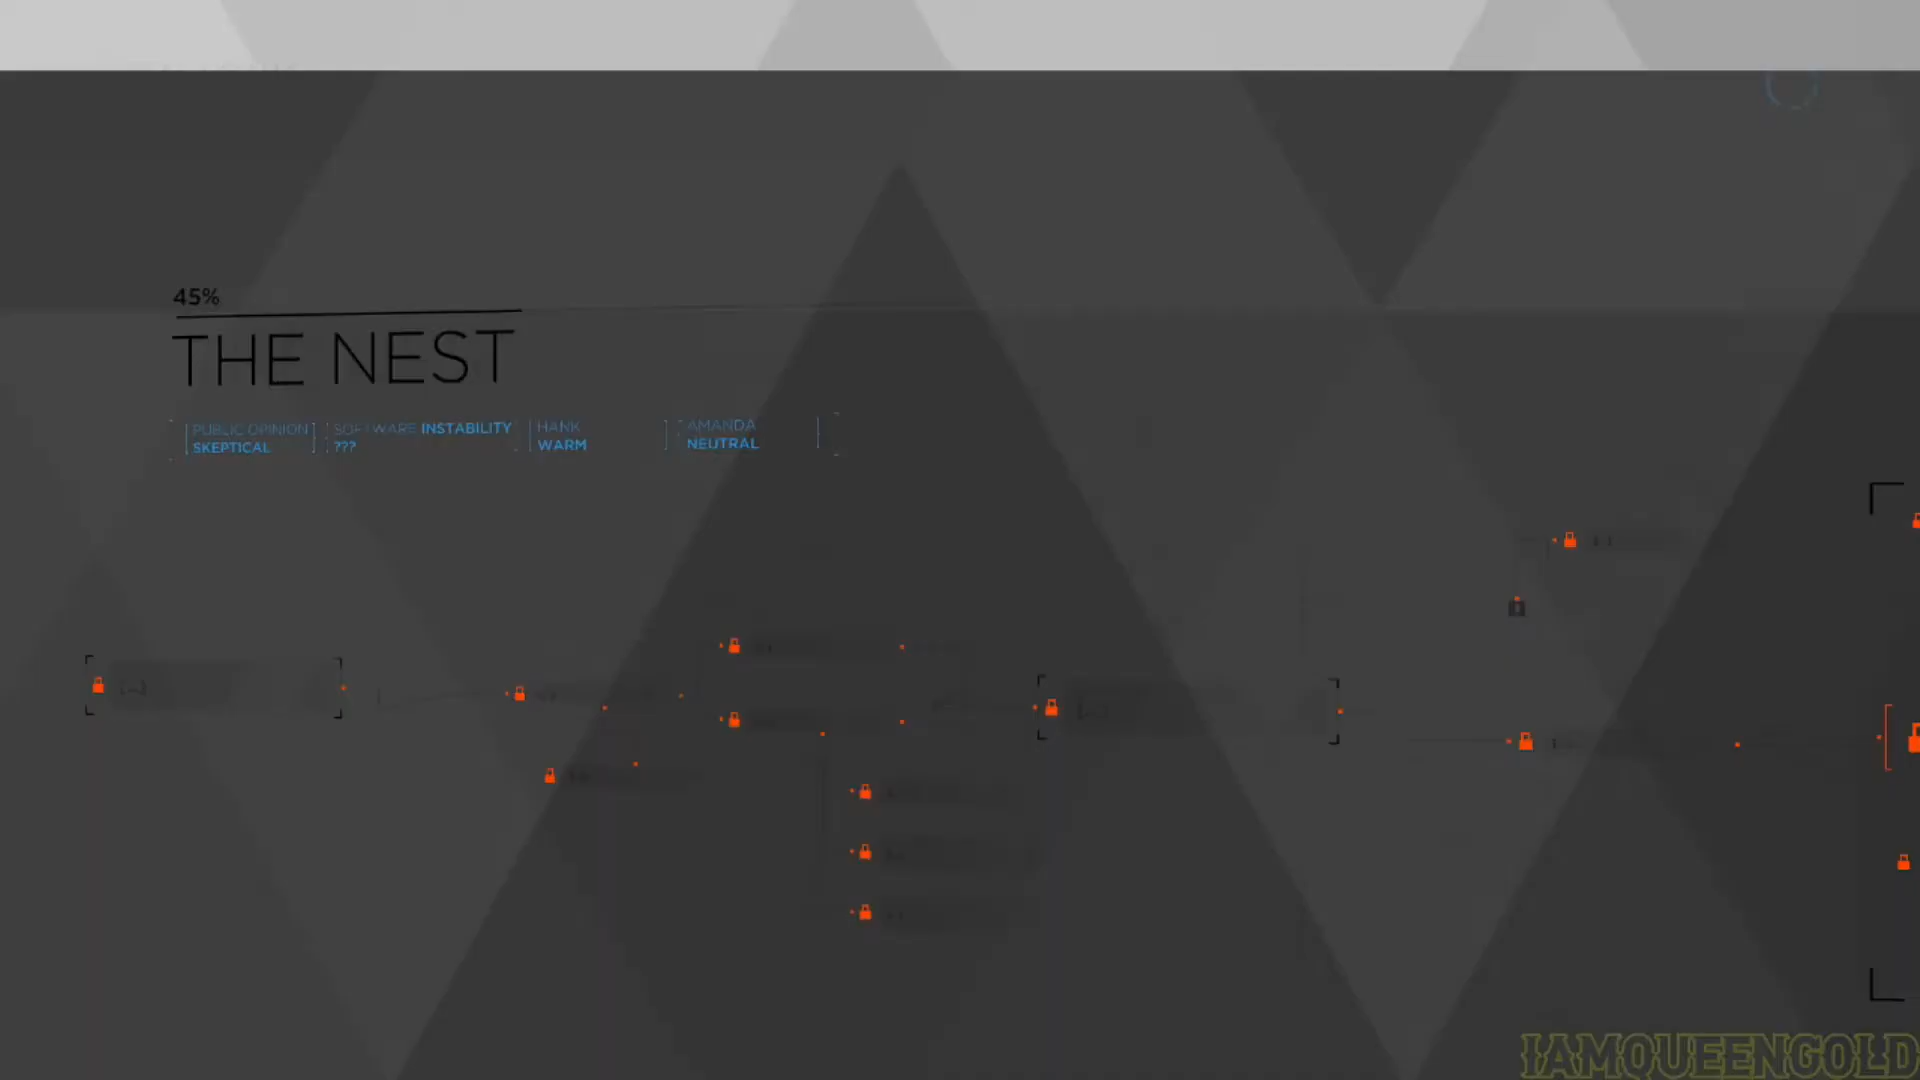 45%
THE NEST
PUBLIC OPINION
SKEPTICAL
SOFTWARE INSTABILITY
???
HANK
WARM
AMANDA
NEUTRAL
IAMQUEENGOLD